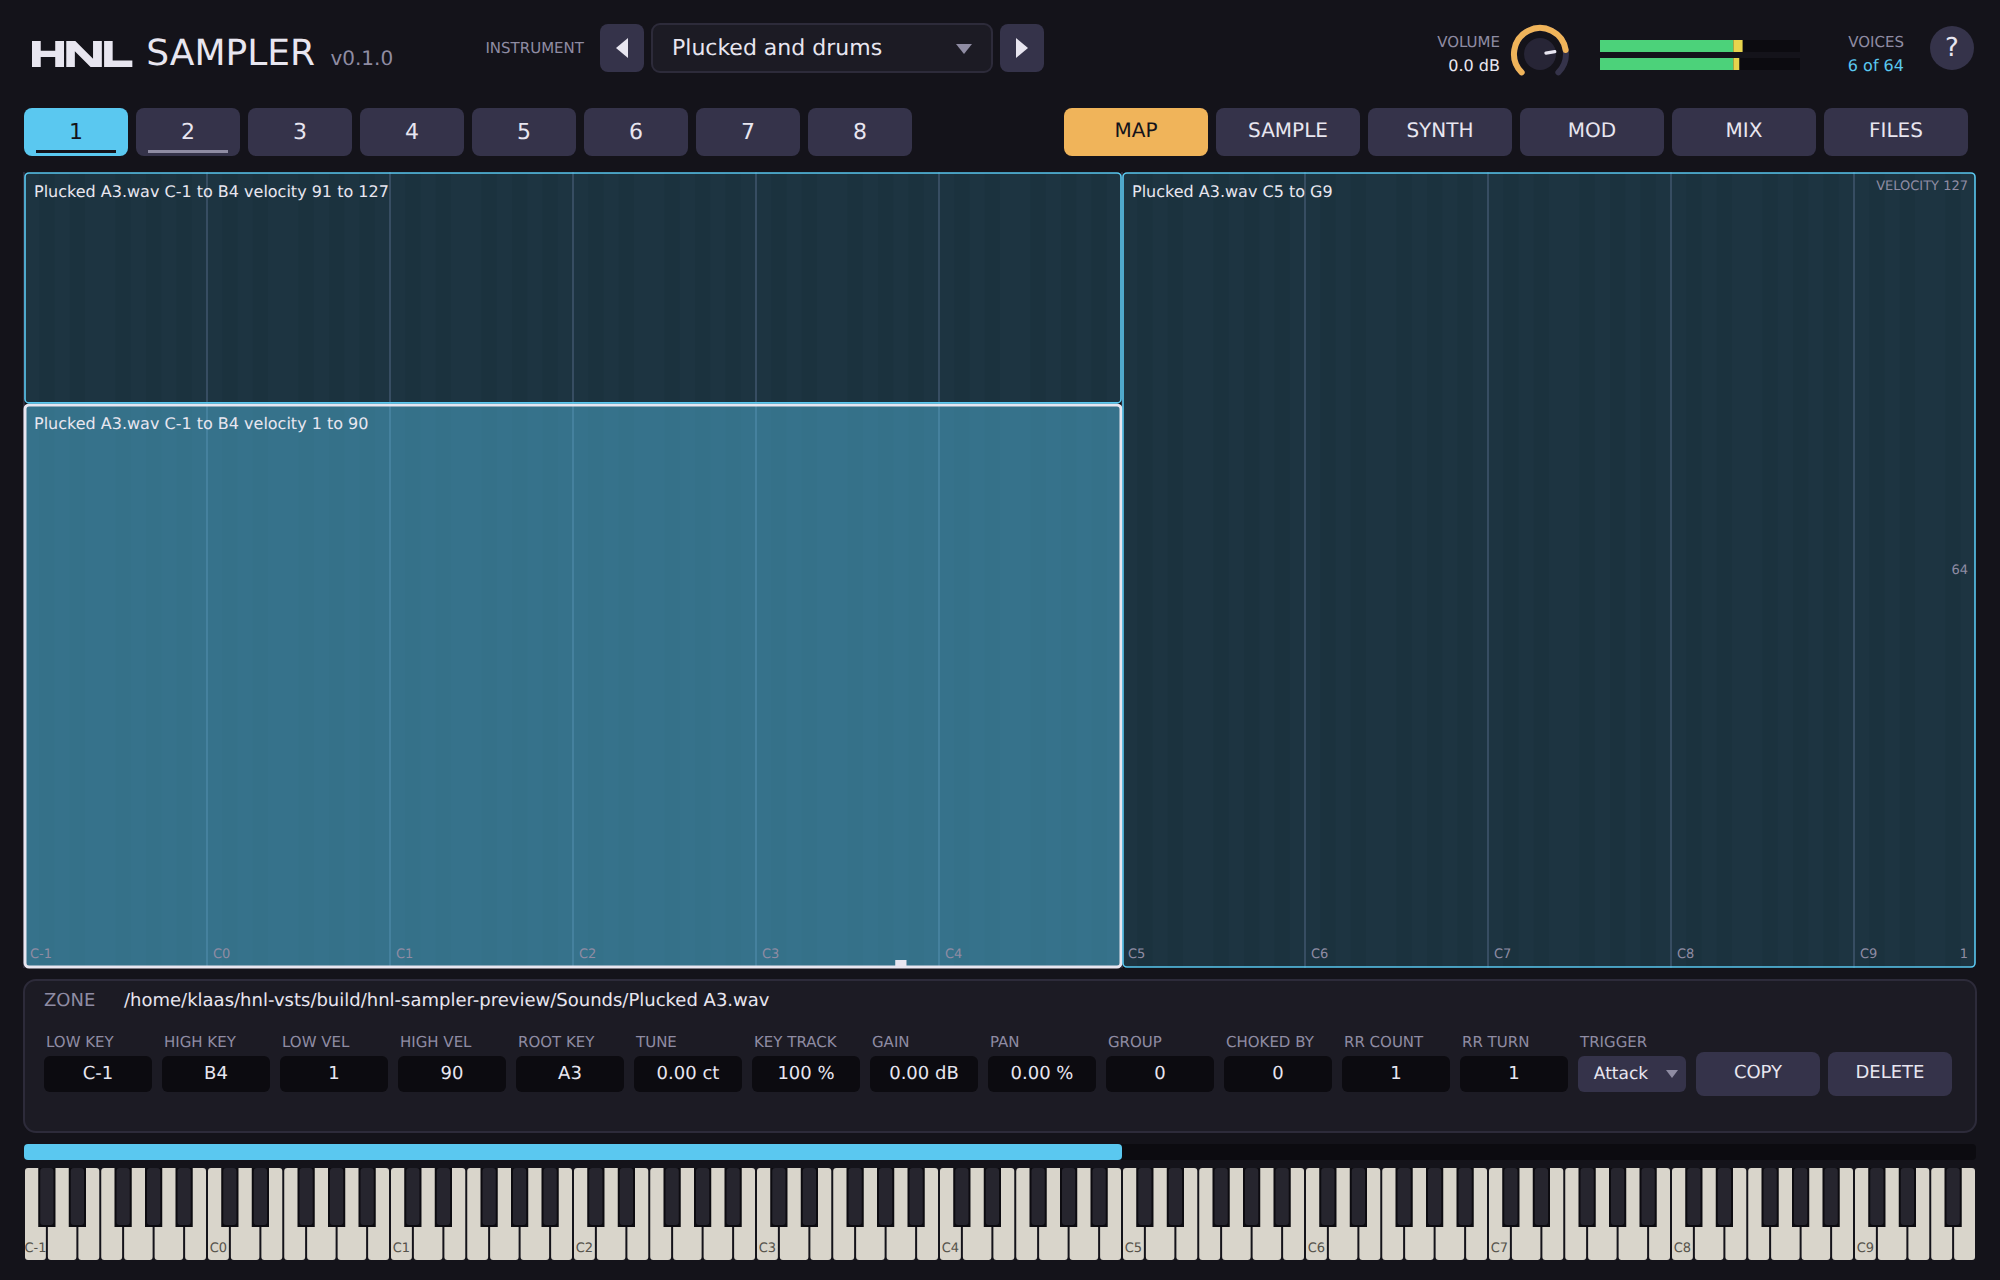 HNL SAMPLER v0.1.0
INSTRUMENT
Plucked and drums
VOLUME
0.0 dB
VOICES
6 of 64
?
1 2 3 4 5 6 7 8
MAP SAMPLE SYNTH MOD MIX FILES
Plucked A3.wav C-1 to B4 velocity 91 to 127
Plucked A3.wav C5 to G9
VELOCITY 127
Plucked A3.wav C-1 to B4 velocity 1 to 90
64
C-1 C0 C1 C2 C3 C4 C5 C6 C7 C8 C9 1
ZONE /home/klaas/hnl-vsts/build/hnl-sampler-preview/Sounds/Plucked A3.wav
LOW KEY HIGH KEY LOW VEL HIGH VEL ROOT KEY TUNE KEY TRACK GAIN PAN GROUP CHOKED BY RR COUNT RR TURN TRIGGER
C-1 B4 1 90 A3 0.00 ct 100 % 0.00 dB 0.00 % 0 0 1 1 Attack COPY DELETE
C-1 C0 C1 C2 C3 C4 C5 C6 C7 C8 C9